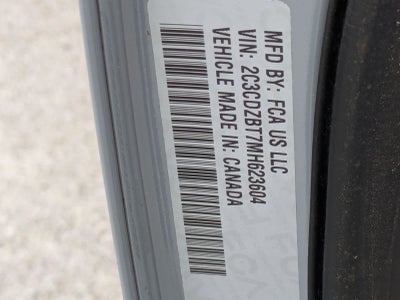 MFD BY: FCA US LLC
VIN: 2C3CDZBT7MH623604
VEHICLE MADE IN: CANADA